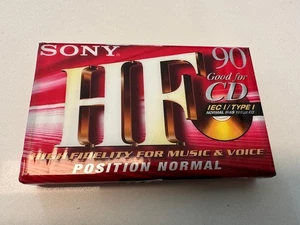 SONY
90
Good for
CD
HF
IEC I / TYPE I
HIGH FIDELITY FOR MUSIC & VOICE
POSITION NORMAL